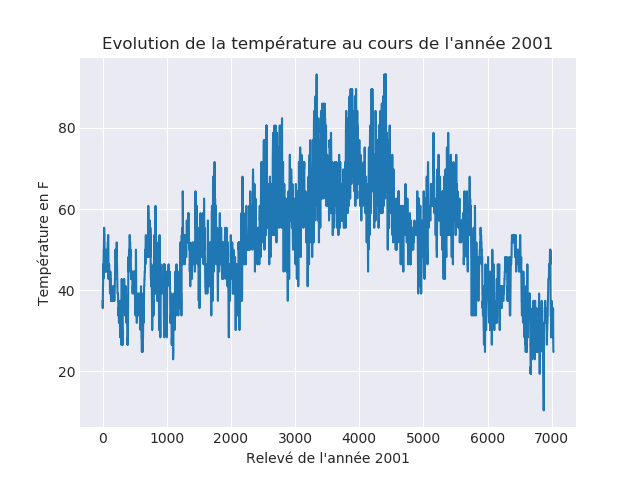 Evolution de la température au cours de l'année 2001
80
60
40
20
Température en F
0 1000 2000 3000 4000 5000 6000 7000
Relevé de l'année 2001